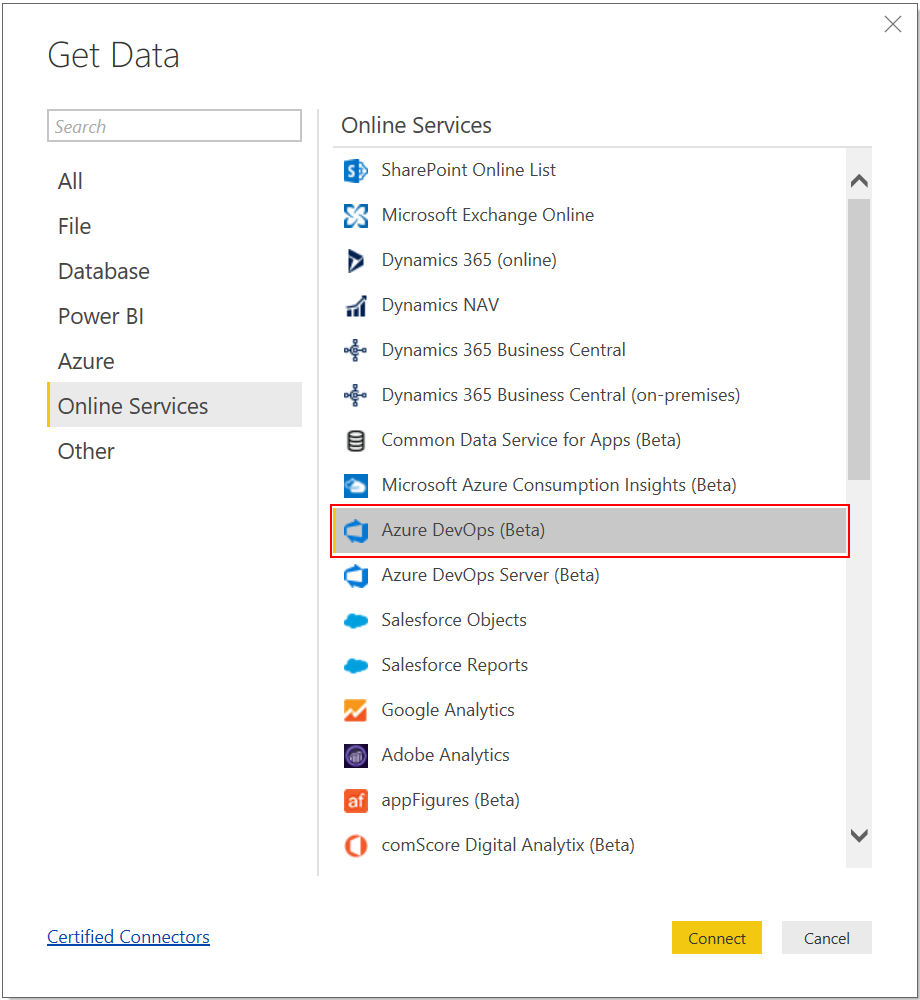 Get Data
Search
All
File
Database
Power BI
Azure
Online Services
Other
Online Services
SharePoint Online List
Microsoft Exchange Online
Dynamics 365 (online)
Dynamics NAV
Dynamics 365 Business Central
Dynamics 365 Business Central (on-premises)
Common Data Service for Apps (Beta)
Microsoft Azure Consumption Insights (Beta)
Azure DevOps (Beta)
Azure DevOps Server (Beta)
Salesforce Objects
Salesforce Reports
Google Analytics
Adobe Analytics
af appFigures (Beta)
comScore Digital Analytix (Beta)
Certified Connectors
Connect
Cancel